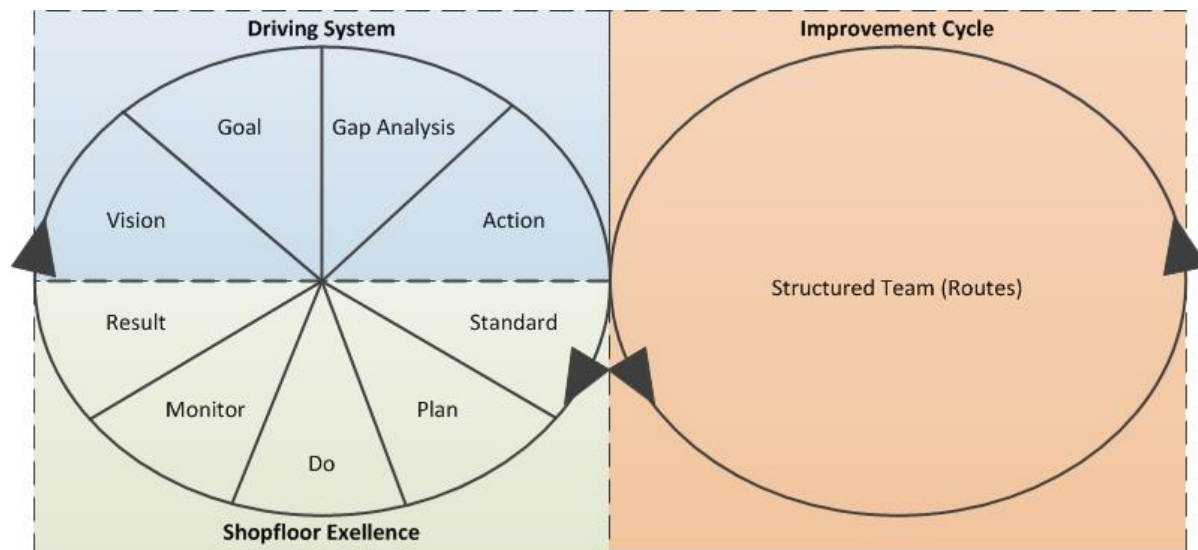 Driving System
Improvement Cycle
Goal
Gap Analysis
Vision
Action
Structured Team (Routes)
Result
Standard
Monitor
Plan
Do
Shopfloor Exellence